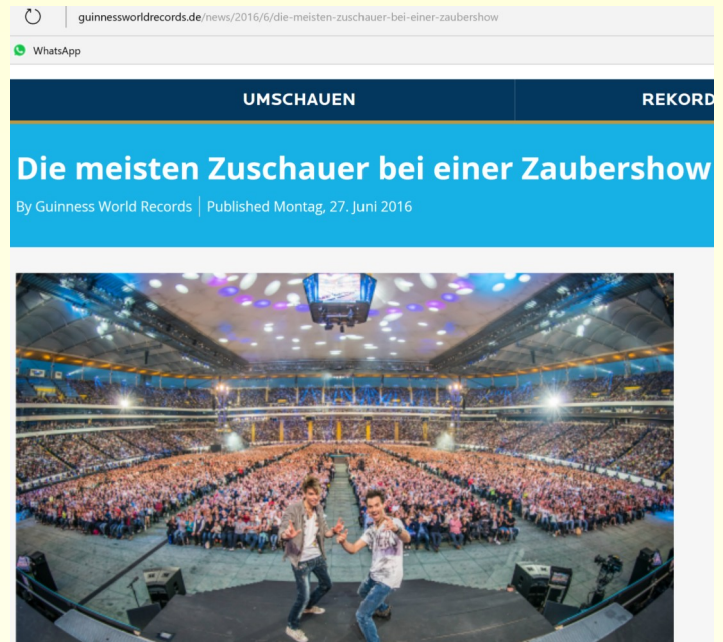 guinnessworldrecords.de/news/2016/6/die-meisten-zuschauer-bei-einer-zaubershow
WhatsApp
UMSCHAUEN REKORD
Die meisten Zuschauer bei einer Zaubershow
By Guinness World Records | Published Montag, 27. Juni 2016